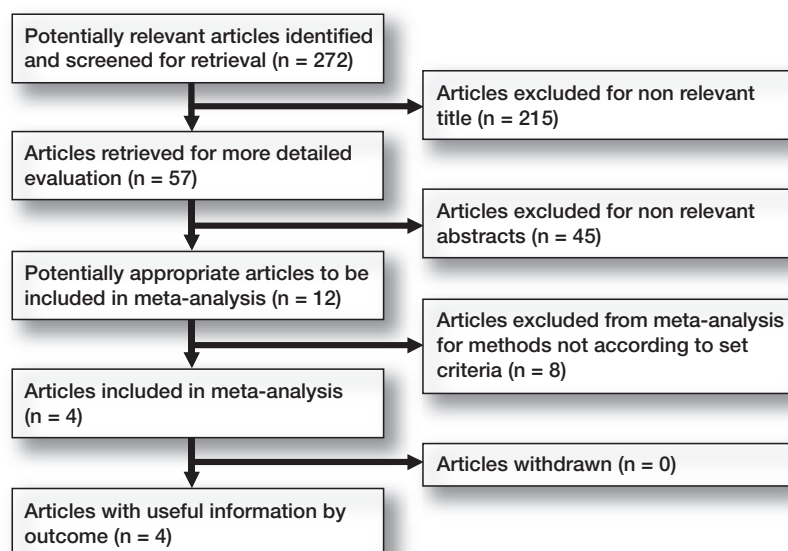 Potentially relevant articles identified
and screened for retrieval (n = 272)
Articles excluded for non relevant
title (n = 215)
Articles retrieved for more detailed
evaluation (n = 57)
Articles excluded for non relevant
abstracts (n = 45)
Potentially appropriate articles to be
included in meta-analysis (n = 12)
Articles excluded from meta-analysis
for methods not according to set
criteria (n = 8)
Articles included in meta-analysis
(n = 4)
Articles withdrawn (n = 0)
Articles with useful information by
outcome (n = 4)